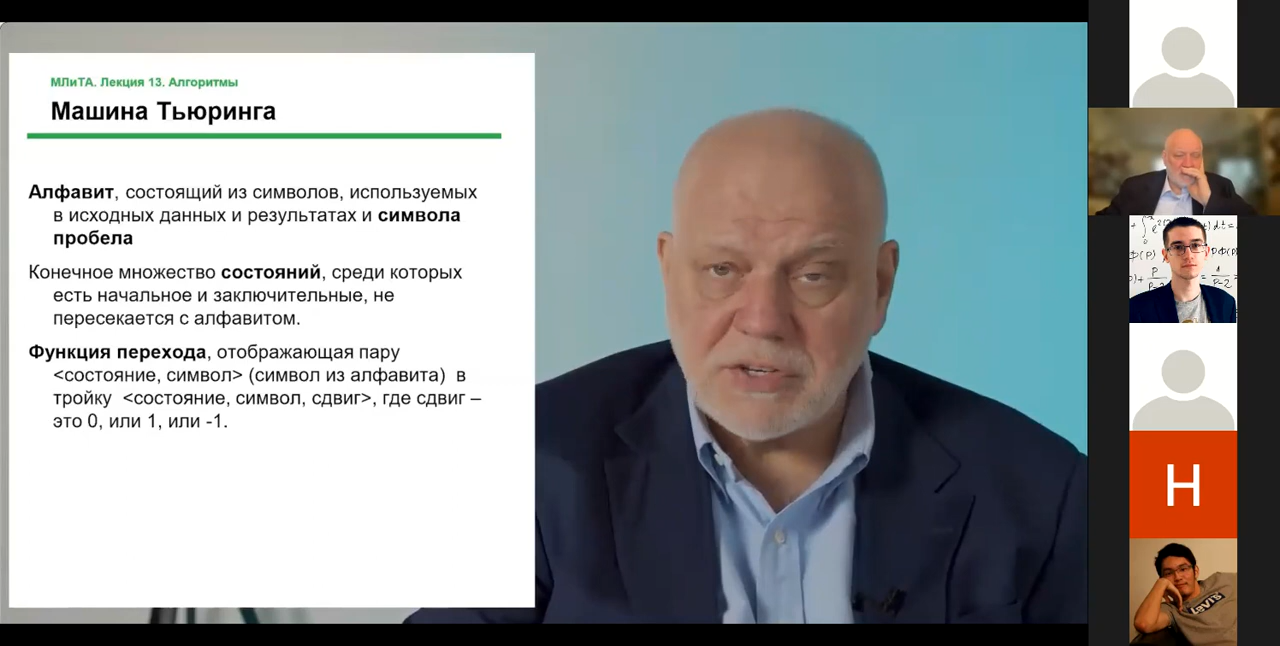 МЛиТА. Лекция 13. Алгоритмы
Машина Тьюринга
Алфавит, состоящий из символов, используемых
в исходных данных и результатах и символа
пробела
Конечное множество состояний, среди которых
есть начальное и заключительные, не
пересекается с алфавитом.
Функция перехода, отображающая пару
<состояние, символ> (символ из алфавита) в
тройку <состояние, символ, сдвиг>, где сдвиг –
это 0, или 1, или -1.
H
Levi's